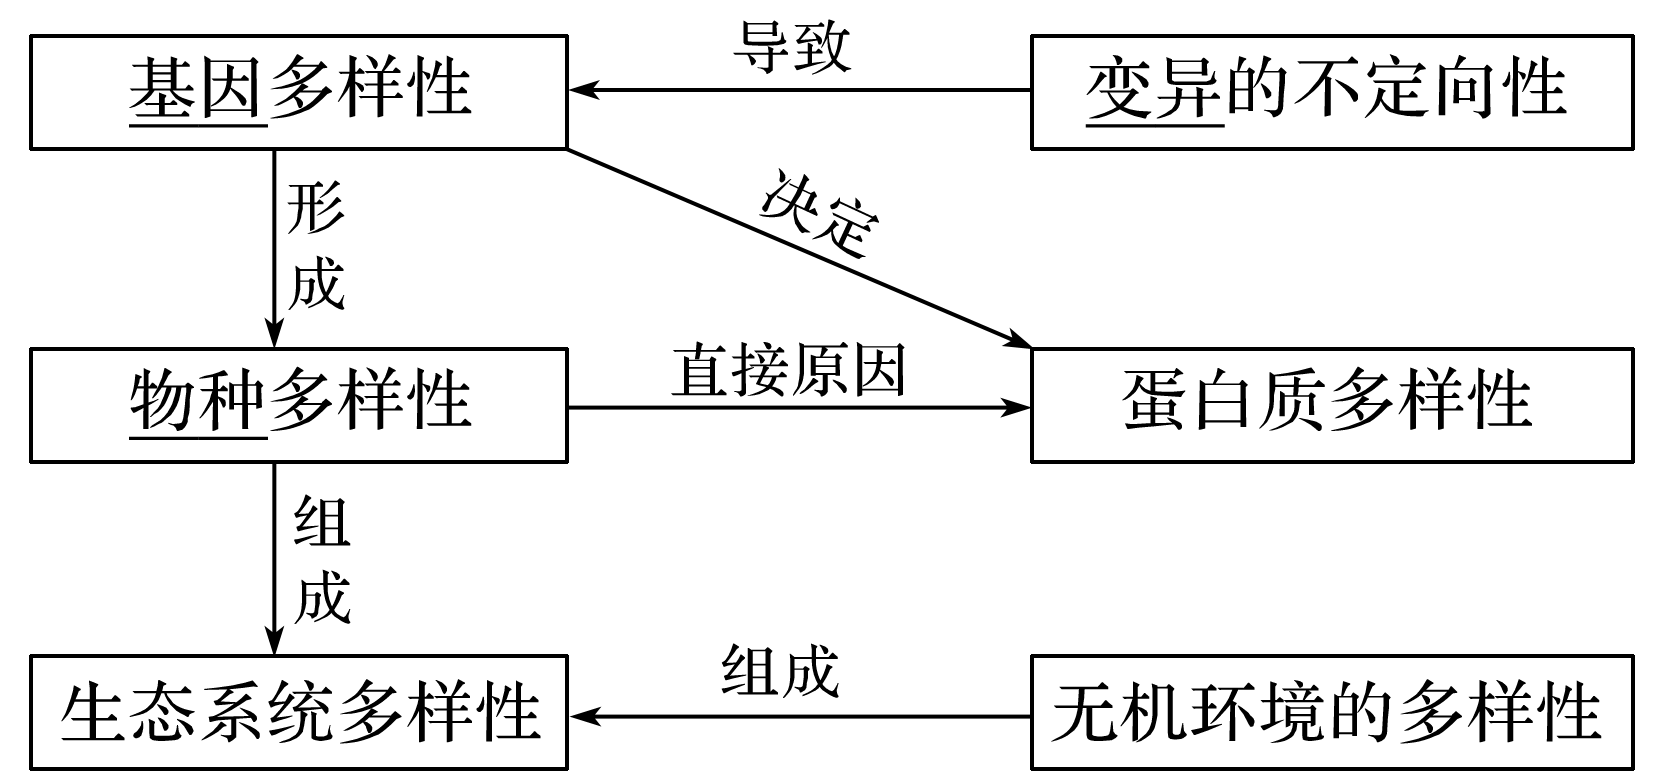 基因多样性
导致
变异的不定向性
形成
决定
物种多样性
直接原因
蛋白质多样性
组成
生态系统多样性
组成
无机环境的多样性